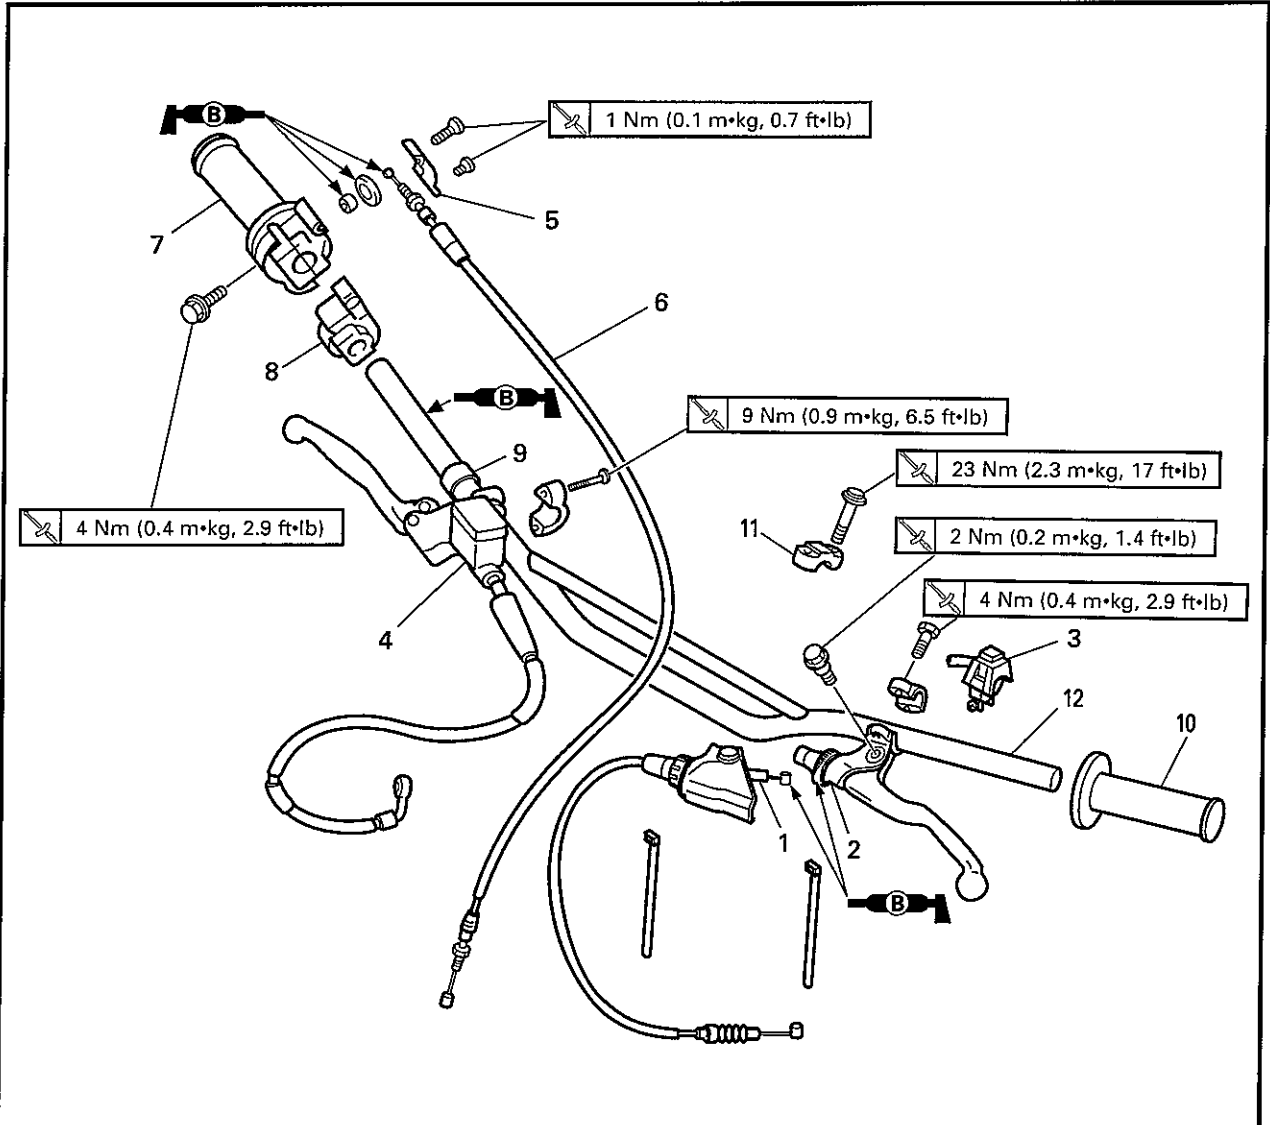 B
1 Nm (0.1 m•kg, 0.7 ft•lb)
5
7
6
8
B
9 Nm (0.9 m•kg, 6.5 ft•lb)
9
23 Nm (2.3 m•kg, 17 ft•lb)
4 Nm (0.4 m•kg, 2.9 ft•lb)
11
2 Nm (0.2 m•kg, 1.4 ft•lb)
4 Nm (0.4 m•kg, 2.9 ft•lb)
4
3
12
10
1
2
B